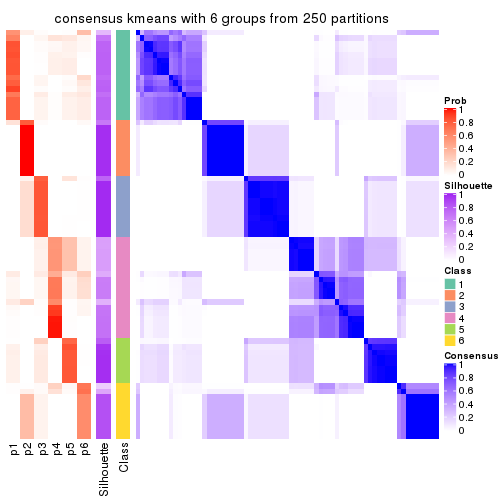 consensus kmeans with 6 groups from 250 partitions
Prob
1
0.8
0.6
0.4
0.2
0
Silhouette
1
0.8
0.6
0.4
0.2
0
Class
1
2
3
4
5
6
Consensus
1
0.8
0.6
0.4
0.2
0
p1
p2
p3
p4
p5
p6
Silhouette
Class